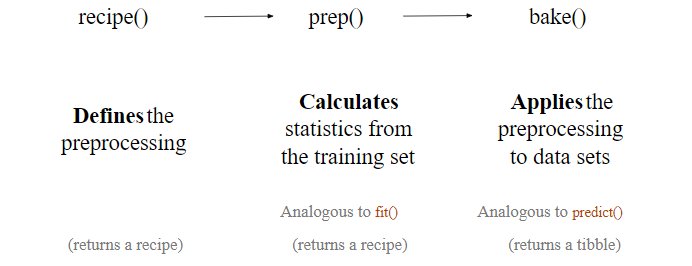 recipe() prep() bake()
Defines the
preprocessing
Calculates
statistics from
the training set
Applies the
preprocessing
to data sets
Analogous to fit()
Analogous to predict()
(returns a recipe)
(returns a recipe)
(returns a tibble)